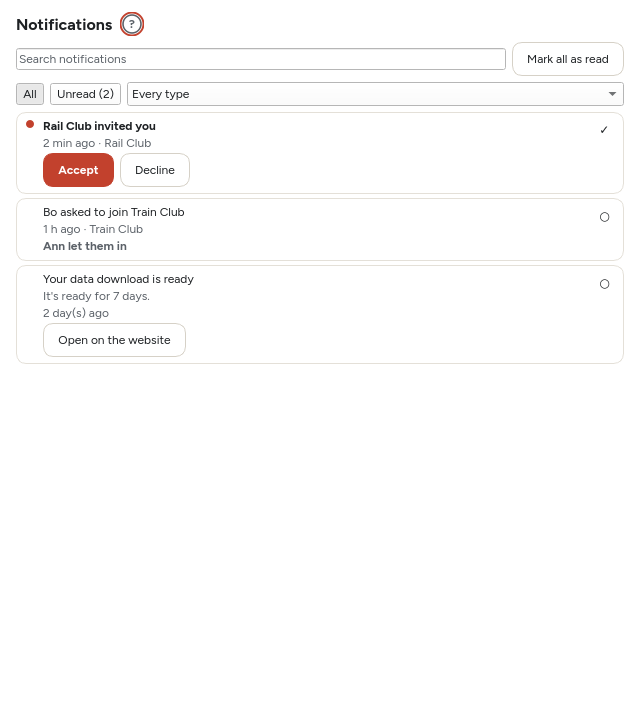 Notifications ?
Search notifications
Mark all as read
All
Unread (2)
Every type
Rail Club invited you
✓
2 min ago · Rail Club
Accept
Decline
Bo asked to join Train Club
1 h ago · Train Club
Ann let them in
Your data download is ready
It's ready for 7 days.
2 day(s) ago
Open on the website